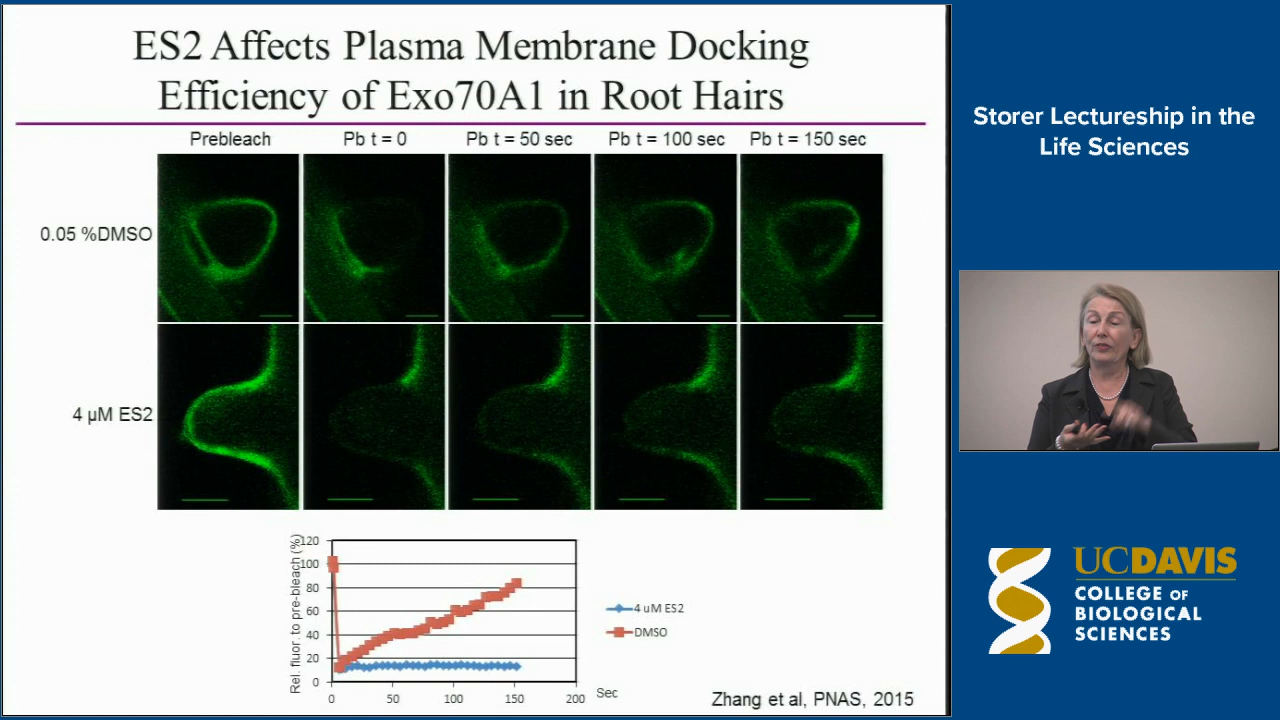 ES2 Affects Plasma Membrane Docking
Efficiency of Exo70A1 in Root Hairs
Prebleach
Pb t = 0
Pb t = 50 sec
Pb t = 100 sec
Pb t = 150 sec
0.05 %DMSO
4 µM ES2
Rel. fluor. to pre-bleach (%)
120
100
80
60
40
20
0
0
50
100
150
200
Sec
4 uM ES2
DMSO
Zhang et al, PNAS, 2015
Storer Lectureship in the
Life Sciences
UCDAVIS
COLLEGE OF
BIOLOGICAL
SCIENCES